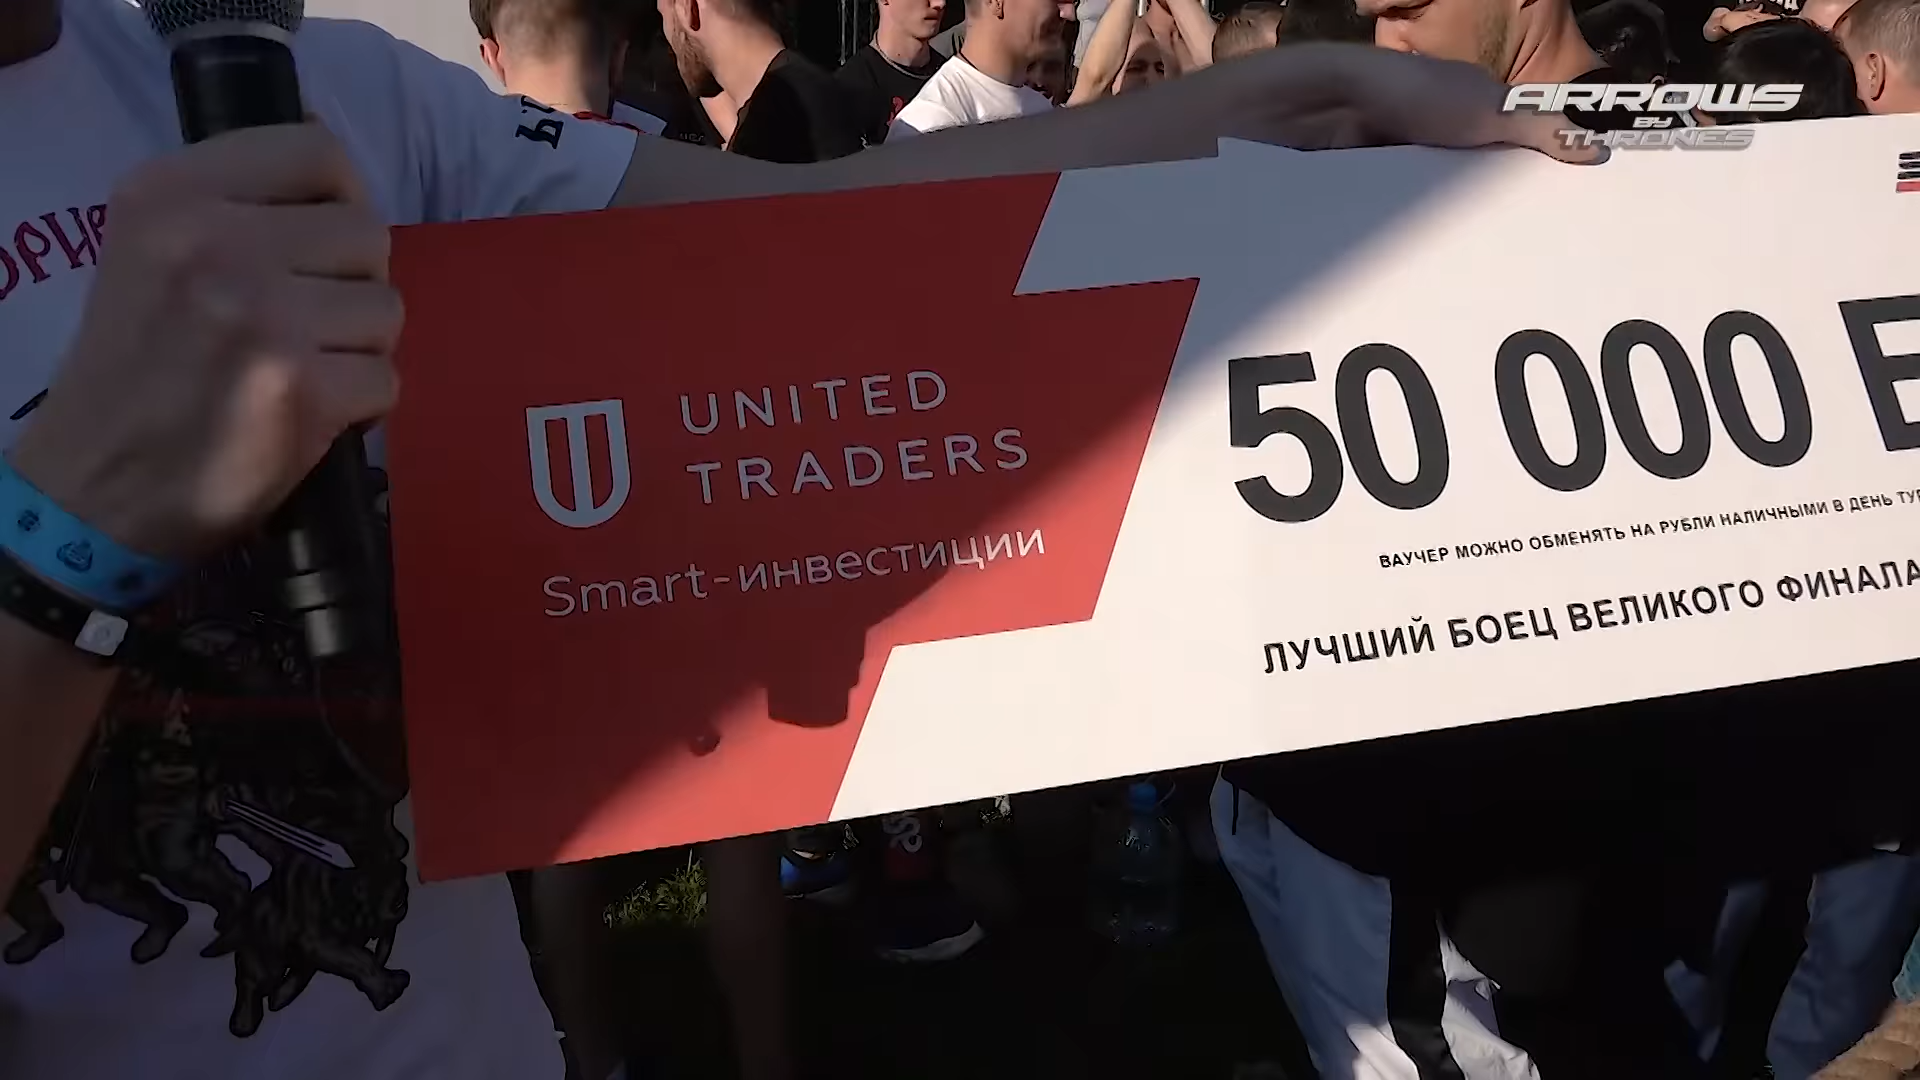 ARROWS
BY
THRONES
UNITED
TRADERS
Smart-инвестиции
50 000
ВАУЧЕР МОЖНО ОБМЕНЯТЬ НА РУБЛИ НАЛИЧНЫМИ В ДЕНЬ
ЛУЧШИЙ БОЕЦ ВЕЛИКОГО ФИНАЛА